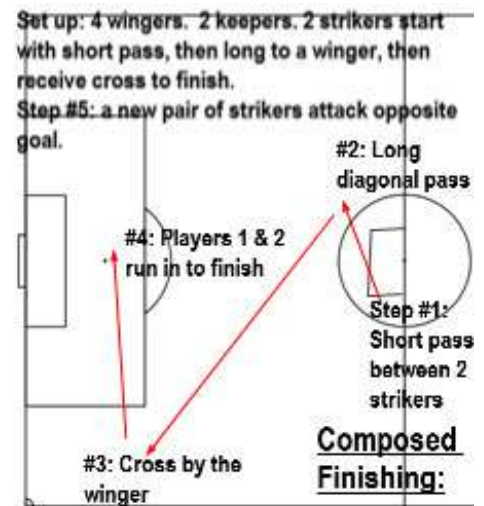 Set up: 4 wingers.  2 keepers. 2 strikers start
with short pass, then long to a winger, then
receive cross to finish.
Step #5: a new pair of strikers attack opposite
goal.
#2: Long
diagonal pass
#4: Players 1 & 2
run in to finish
Step #1:
Short pass
between 2
strikers
#3: Cross by the
winger
Composed
Finishing: